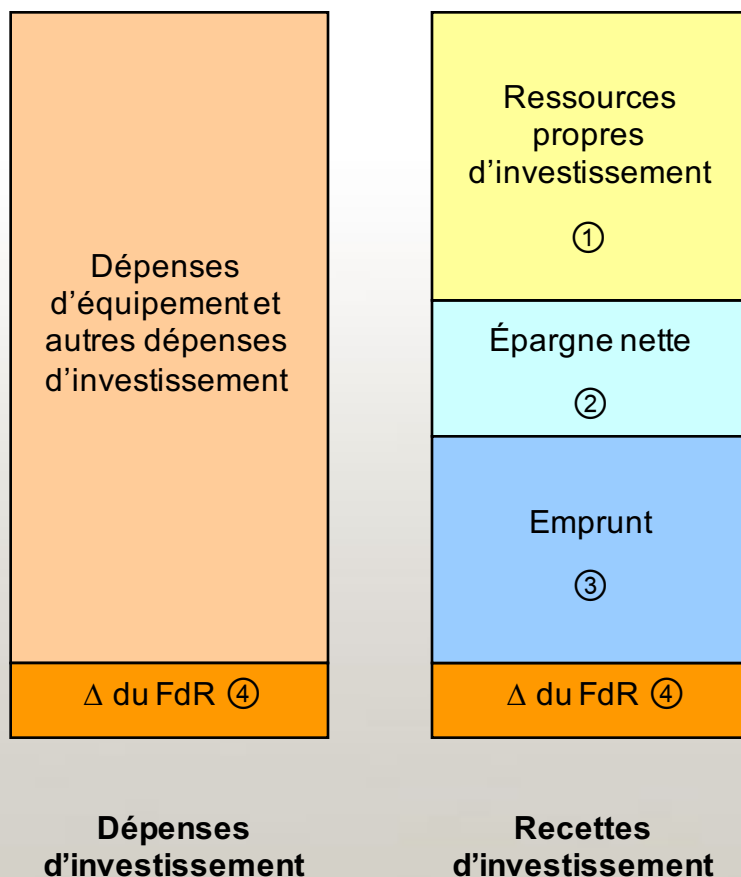 Dépenses
d'équipement et
autres dépenses
d'investissement
Δ du FdR ④
Dépenses
d'investissement
Ressources
propres
d'investissement
①
Épargne nette
②
Emprunt
③
Δ du FdR ④
Recettes
d'investissement